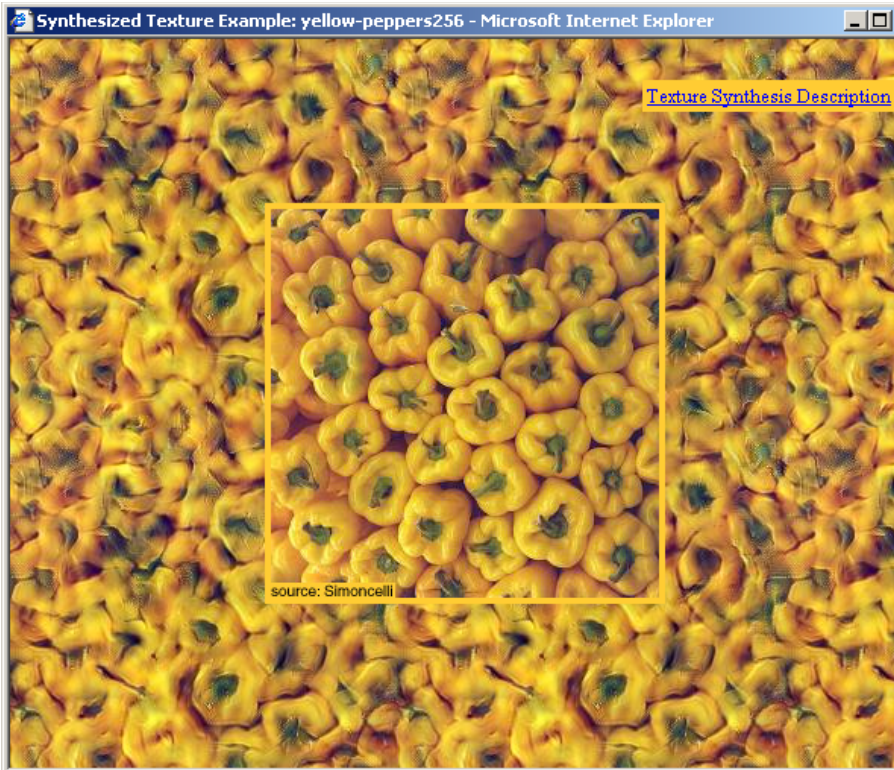 Synthesized Texture Example: yellow-peppers256 - Microsoft Internet Explorer
Texture Synthesis Description
source: Simoncelli